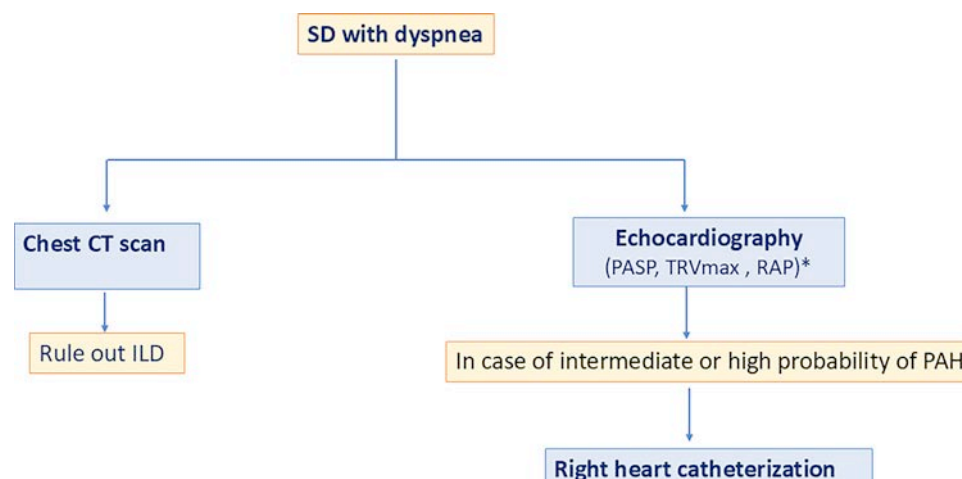 SD with dyspnea
Chest CT scan
Echocardiography
(PASP, TRVmax , RAP)*
Rule out ILD
In case of intermediate or high probability of PAH
Right heart catheterization